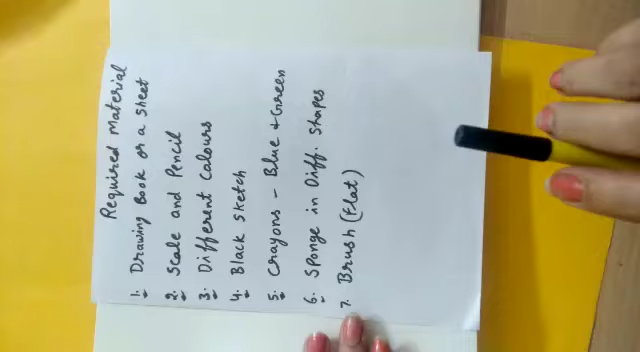 Required Material
1. Drawing Book or a sheet
2. Scale and Pencil
3. Different Colours
4. Black Sketch
5. Crayons - Blue + Green
6. Sponge in Diff. Shapes
7. Brush (Flat)